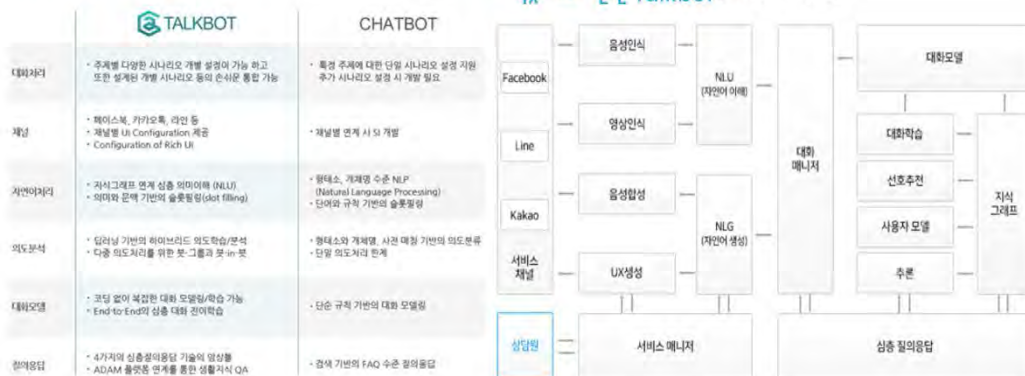 TALKBOT
CHATBOT
대화처리
• 주제별 다양한 시나리오 개별 설정이 가능 하고
또한 설계된 개별 시나리오 등의 손쉬운 통합 가능
• 특정 주제에 대한 단일 시나리오 설정 지원
추가 시나리오 설정 시 개발 필요
채널
• 페이스북, 카카오톡, 라인 등
• 채널별 UI Configuration 제공
• Configuration of Rich UI
• 채널별 연계 시 SI 개발
자연어처리
• 지식그래프 연계 심층 의미이해 (NLU)
• 의미와 문맥 기반의 슬롯필링(slot filling)
• 형태소, 개체명 수준 NLP
(Natural Language Processing)
• 단어와 규칙 기반의 슬롯필링
의도분석
• 딥러닝 기반의 하이브리드 의도학습/분석
• 다중 의도처리를 위한 봇-그룹과 봇-in-봇
• 형태소와 개체명, 사전 매칭 기반의 의도분류
• 단일 의도처리 한계
대화모델
• 코딩 없이 복잡한 대화 모델링/학습 가능
• End-to-End의 심층 대화 전이학습
• 단순 규칙 기반의 대화 모델링
질의응답
• 4가지의 심층질의응답 기술의 앙상블
• ADAM 플랫폼 연계를 통한 생활지식 QA
• 검색 기반의 FAQ 수준 질의응답
Facebook
Line
Kakao
서비스
채널
음성인식
영상인식
음성합성
UX생성
NLU
(자연어 이해)
NLG
(자연어 생성)
대화
매니저
대화모델
대화학습
선호추천
사용자 모델
추론
지식
그래프
상담원
서비스 매니저
심층 질의응답